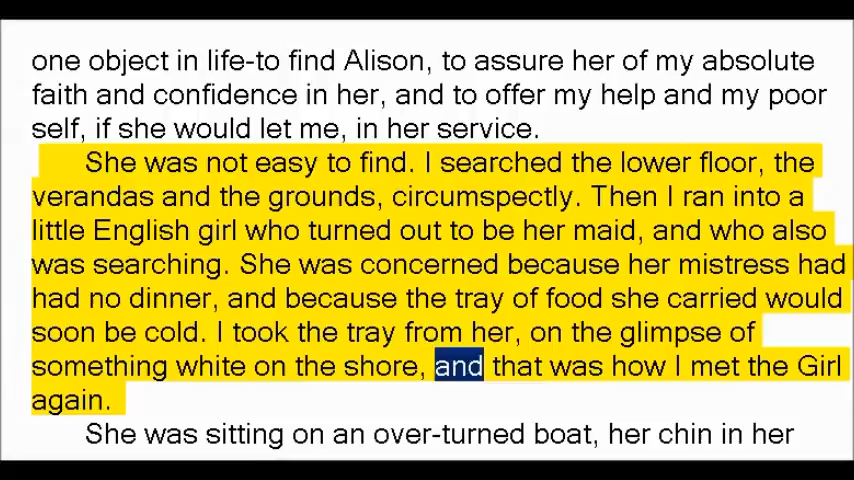 one object in life-to find Alison, to assure her of my absolute
faith and confidence in her, and to offer my help and my poor
self, if she would let me, in her service.
She was not easy to find. I searched the lower floor, the
verandas and the grounds, circumspectly. Then I ran into a
little English girl who turned out to be her maid, and who also
was searching. She was concerned because her mistress had
had no dinner, and because the tray of food she carried would
soon be cold. I took the tray from her, on the glimpse of
something white on the shore, and that was how I met the Girl
again.
She was sitting on an over-turned boat, her chin in her